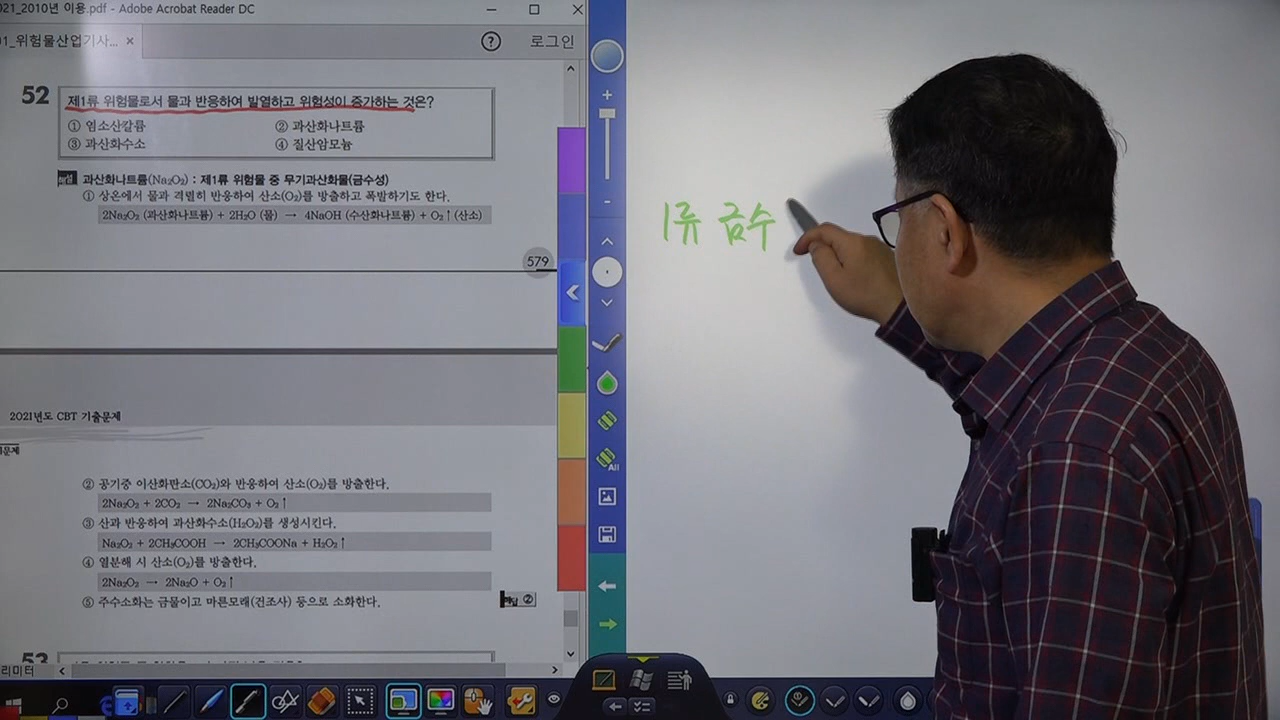 021_2010년 이용.pdf - Adobe Acrobat Reader DC
01_위험물산업기사... ×
로그인
52
제1류 위험물로서 물과 반응하여 발열하고 위험성이 증가하는 것은?
① 염소산칼륨 ② 과산화나트륨
③ 과산화수소 ④ 질산암모늄
해설 과산화나트륨(Na₂O₂) : 제1류 위험물 중 무기과산화물(금수성)
① 상온에서 물과 격렬히 반응하여 산소(O₂)를 방출하고 폭발하기도 한다.
2Na₂O₂ (과산화나트륨) + 2H₂O (물) → 4NaOH (수산화나트륨) + O₂↑ (산소)
579
2021년도 CBT 기출문제
② 공기중 이산화탄소(CO₂)와 반응하여 산소(O₂)를 방출한다.
2Na₂O₂ + 2CO₂ → 2Na₂CO₃ + O₂↑
③ 산과 반응하여 과산화수소(H₂O₂)를 생성시킨다.
Na₂O₂ + 2CH₃COOH → 2CH₃COONa + H₂O₂↑
④ 열분해 시 산소(O₂)를 방출한다.
2Na₂O₂ → 2Na₂O + O₂↑
⑤ 주수소화는 금물이고 마른모래(건조사) 등으로 소화한다.
해답 ②
53
리미터
All
1류 금수